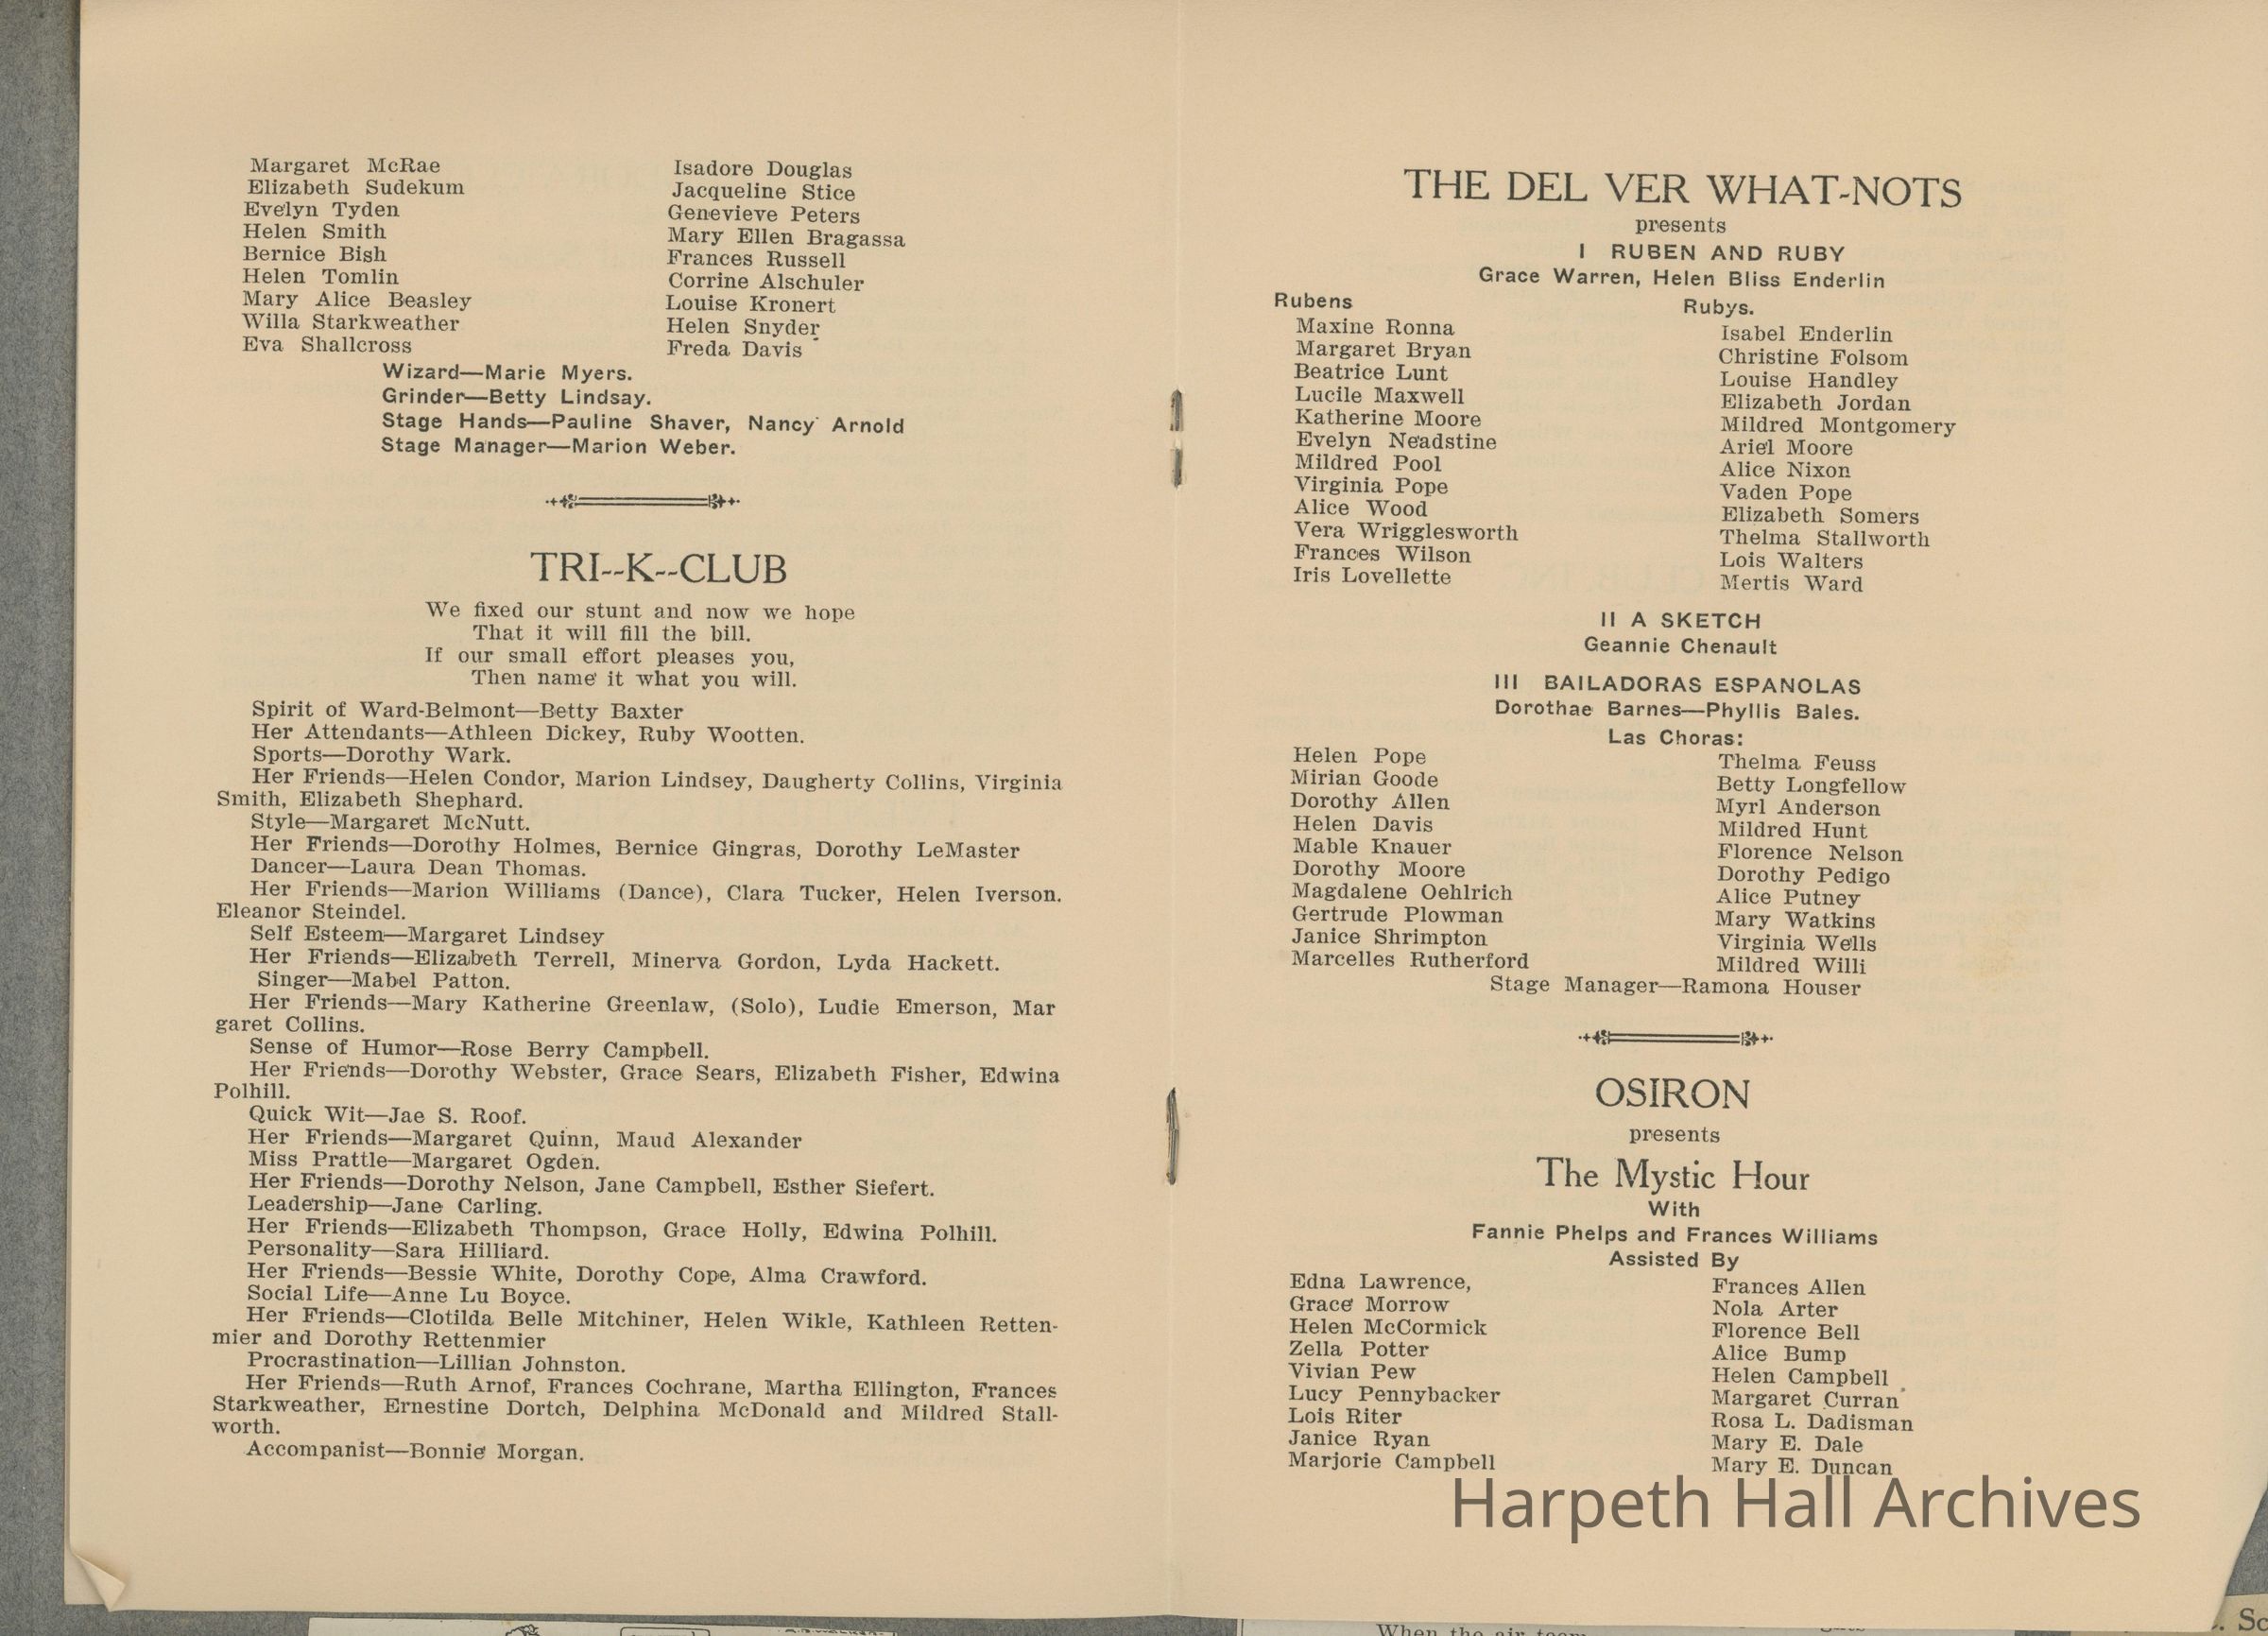 Margaret McRae
Elizabeth Sudekum
Evelyn Tyden
Helen Smith
Bernice Bish
Helen Tomlin
Mary Alice Beasley
Willa Starkweather
Eva Shallcross
Isadore Douglas
Jacqueline Stice
Genevieve Peters
Mary Ellen Bragassa
Frances Russell
Corrine Alschuler
Louise Kronert
Helen Snyder
Freda Davis
Wizard—Marie Myers.
Grinder—Betty Lindsay.
Stage Hands—Pauline Shaver, Nancy Arnold
Stage Manager—Marion Weber.
TRI--K--CLUB
We fixed our stunt and now we hope
That it will fill the bill.
If our small effort pleases you,
Then name it what you will.
Spirit of Ward-Belmont—Betty Baxter
Her Attendants—Athleen Dickey, Ruby Wootten.
Sports—Dorothy Wark.
Her Friends—Helen Condor, Marion Lindsey, Daugherty Collins, Virginia
Smith, Elizabeth Shephard.
Style—Margaret McNutt.
Her Friends—Dorothy Holmes, Bernice Gingras, Dorothy LeMaster
Dancer—Laura Dean Thomas.
Her Friends—Marion Williams (Dance), Clara Tucker, Helen Iverson.
Eleanor Steindel.
Self Esteem—Margaret Lindsey
Her Friends—Elizabeth Terrell, Minerva Gordon, Lyda Hackett.
Singer—Mabel Patton.
Her Friends—Mary Katherine Greenlaw, (Solo), Ludie Emerson, Mar
garet Collins.
Sense of Humor—Rose Berry Campbell.
Her Friends—Dorothy Webster, Grace Sears, Elizabeth Fisher, Edwina
Polhill.
Quick Wit—Jae S. Roof.
Her Friends—Margaret Quinn, Maud Alexander
Miss Prattle—Margaret Ogden.
Her Friends—Dorothy Nelson, Jane Campbell, Esther Siefert.
Leadership—Jane Carling.
Her Friends—Elizabeth Thompson, Grace Holly, Edwina Polhill.
Personality—Sara Hilliard.
Her Friends—Bessie White, Dorothy Cope, Alma Crawford.
Social Life—Anne Lu Boyce.
Her Friends—Clotilda Belle Mitchiner, Helen Wikle, Kathleen Retten-
mier and Dorothy Rettenmier
Procrastination—Lillian Johnston.
Her Friends—Ruth Arnof, Frances Cochrane, Martha Ellington, Frances
Starkweather, Ernestine Dortch, Delphina McDonald and Mildred Stall-
worth.
Accompanist—Bonnie Morgan.
THE DEL VER WHAT-NOTS
presents
I RUBEN AND RUBY
Grace Warren, Helen Bliss Enderlin
Rubens
Maxine Ronna
Margaret Bryan
Beatrice Lunt
Lucile Maxwell
Katherine Moore
Evelyn Neadstine
Mildred Pool
Virginia Pope
Alice Wood
Vera Wrigglesworth
Frances Wilson
Iris Lovellette
Rubys.
Isabel Enderlin
Christine Folsom
Louise Handley
Elizabeth Jordan
Mildred Montgomery
Ariel Moore
Alice Nixon
Vaden Pope
Elizabeth Somers
Thelma Stallworth
Lois Walters
Mertis Ward
II A SKETCH
Geannie Chenault
III BAILADORAS ESPANOLAS
Dorothae Barnes—Phyllis Bales.
Las Choras:
Helen Pope
Mirian Goode
Dorothy Allen
Helen Davis
Mable Knauer
Dorothy Moore
Magdalene Oehlrich
Gertrude Plowman
Janice Shrimpton
Marcelles Rutherford
Thelma Feuss
Betty Longfellow
Myrl Anderson
Mildred Hunt
Florence Nelson
Dorothy Pedigo
Alice Putney
Mary Watkins
Virginia Wells
Mildred Willi
Stage Manager—Ramona Houser
OSIRON
presents
The Mystic Hour
With
Fannie Phelps and Frances Williams
Assisted By
Edna Lawrence,
Grace Morrow
Helen McCormick
Zella Potter
Vivian Pew
Lucy Pennybacker
Lois Riter
Janice Ryan
Marjorie Campbell
Frances Allen
Nola Arter
Florence Bell
Alice Bump
Helen Campbell
Margaret Curran
Rosa L. Dadisman
Mary E. Dale
Mary E. Duncan
Harpeth Hall Archives
When the air